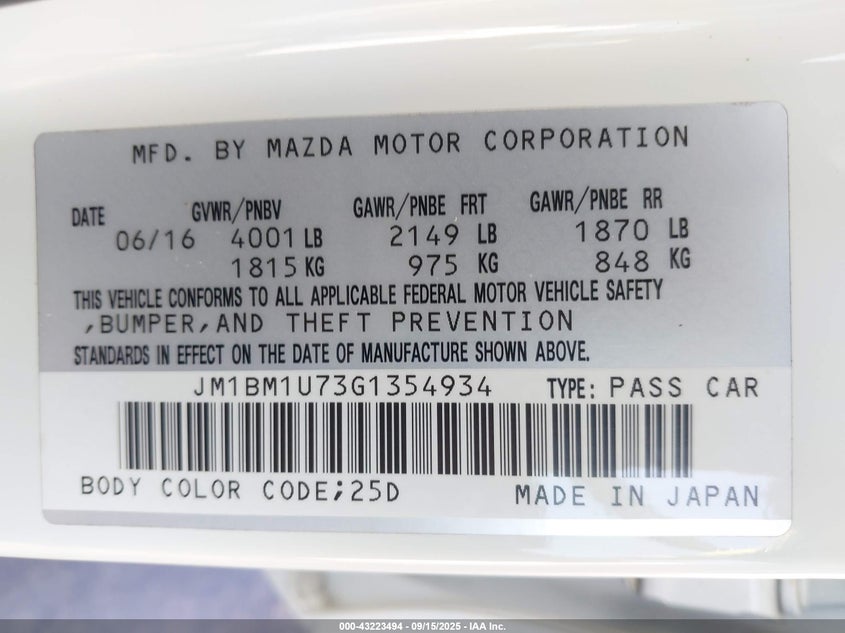 MFD. BY MAZDA MOTOR CORPORATION
DATE GVWR/PNBV GAWR/PNBE FRT GAWR/PNBE RR
06/16 4001 LB 2149 LB 1870 LB
1815 KG 975 KG 848 KG
THIS VEHICLE CONFORMS TO ALL APPLICABLE FEDERAL MOTOR VEHICLE SAFETY
,BUMPER,AND THEFT PREVENTION
STANDARDS IN EFFECT ON THE DATE OF MANUFACTURE SHOWN ABOVE.
JM1BM1U73G1354934 TYPE: PASS CAR
BODY COLOR CODE;25D MADE IN JAPAN
000-43223494 - 09/15/2025 - IAA Inc.